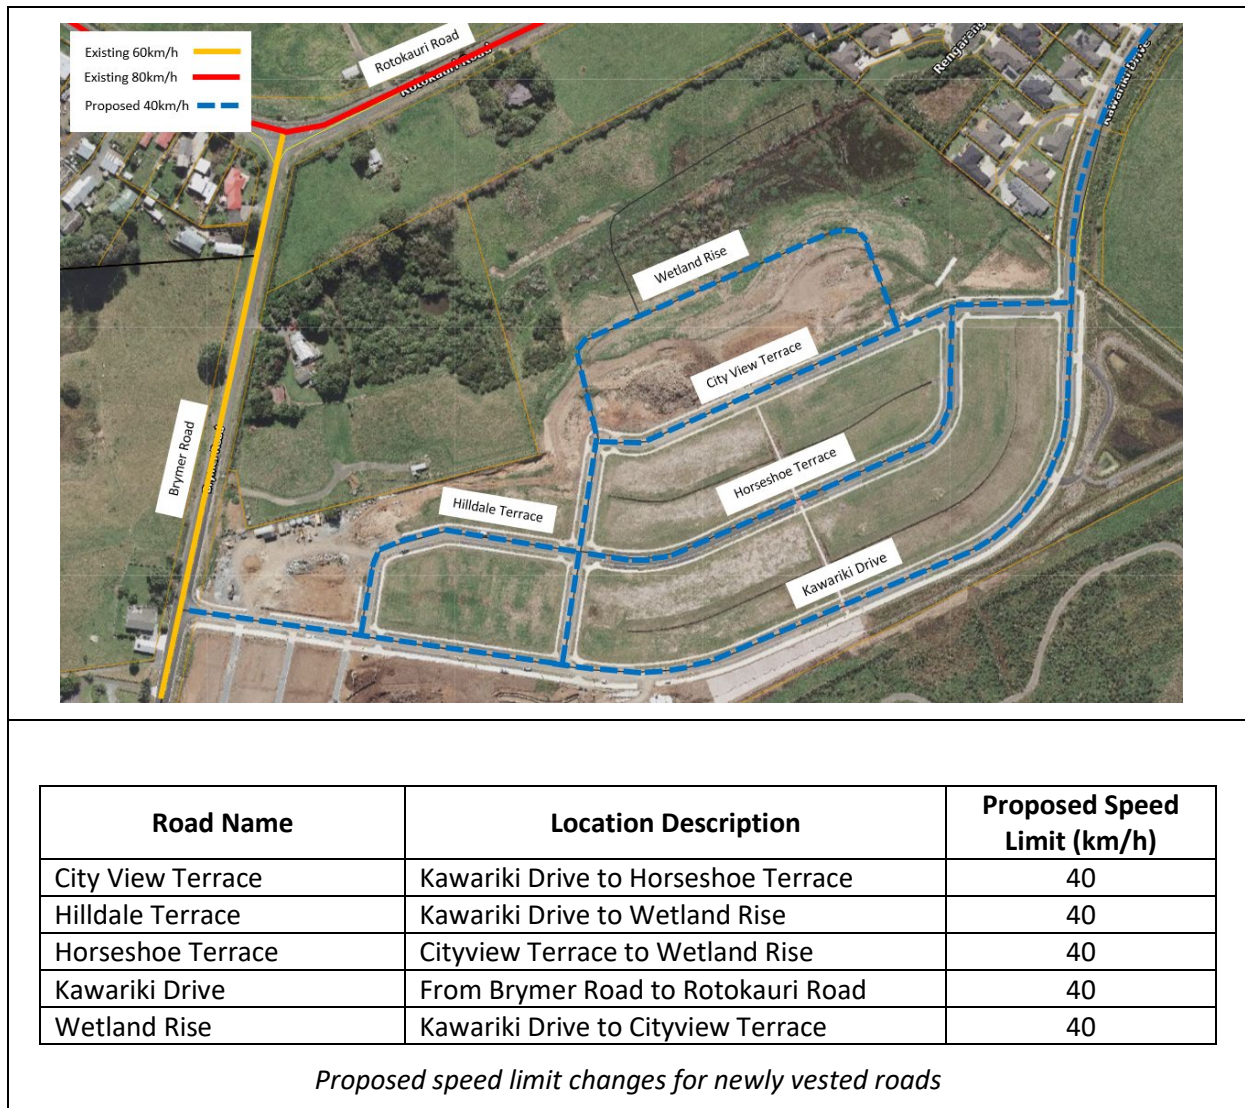 Existing 60km/h
Existing 80km/h
Proposed 40km/h
Rotokauri Road
Rotokauri Road
Kawariki Drive
Wetland Rise
City View Terrace
Brymer Road
Horseshoe Terrace
Hilldale Terrace
Kawariki Drive
Road Name Location Description Proposed Speed
Limit (km/h)
City View Terrace Kawariki Drive to Horseshoe Terrace 40
Hilldale Terrace Kawariki Drive to Wetland Rise 40
Horseshoe Terrace Cityview Terrace to Wetland Rise 40
Kawariki Drive From Brymer Road to Rotokauri Road 40
Wetland Rise Kawariki Drive to Cityview Terrace 40
Proposed speed limit changes for newly vested roads